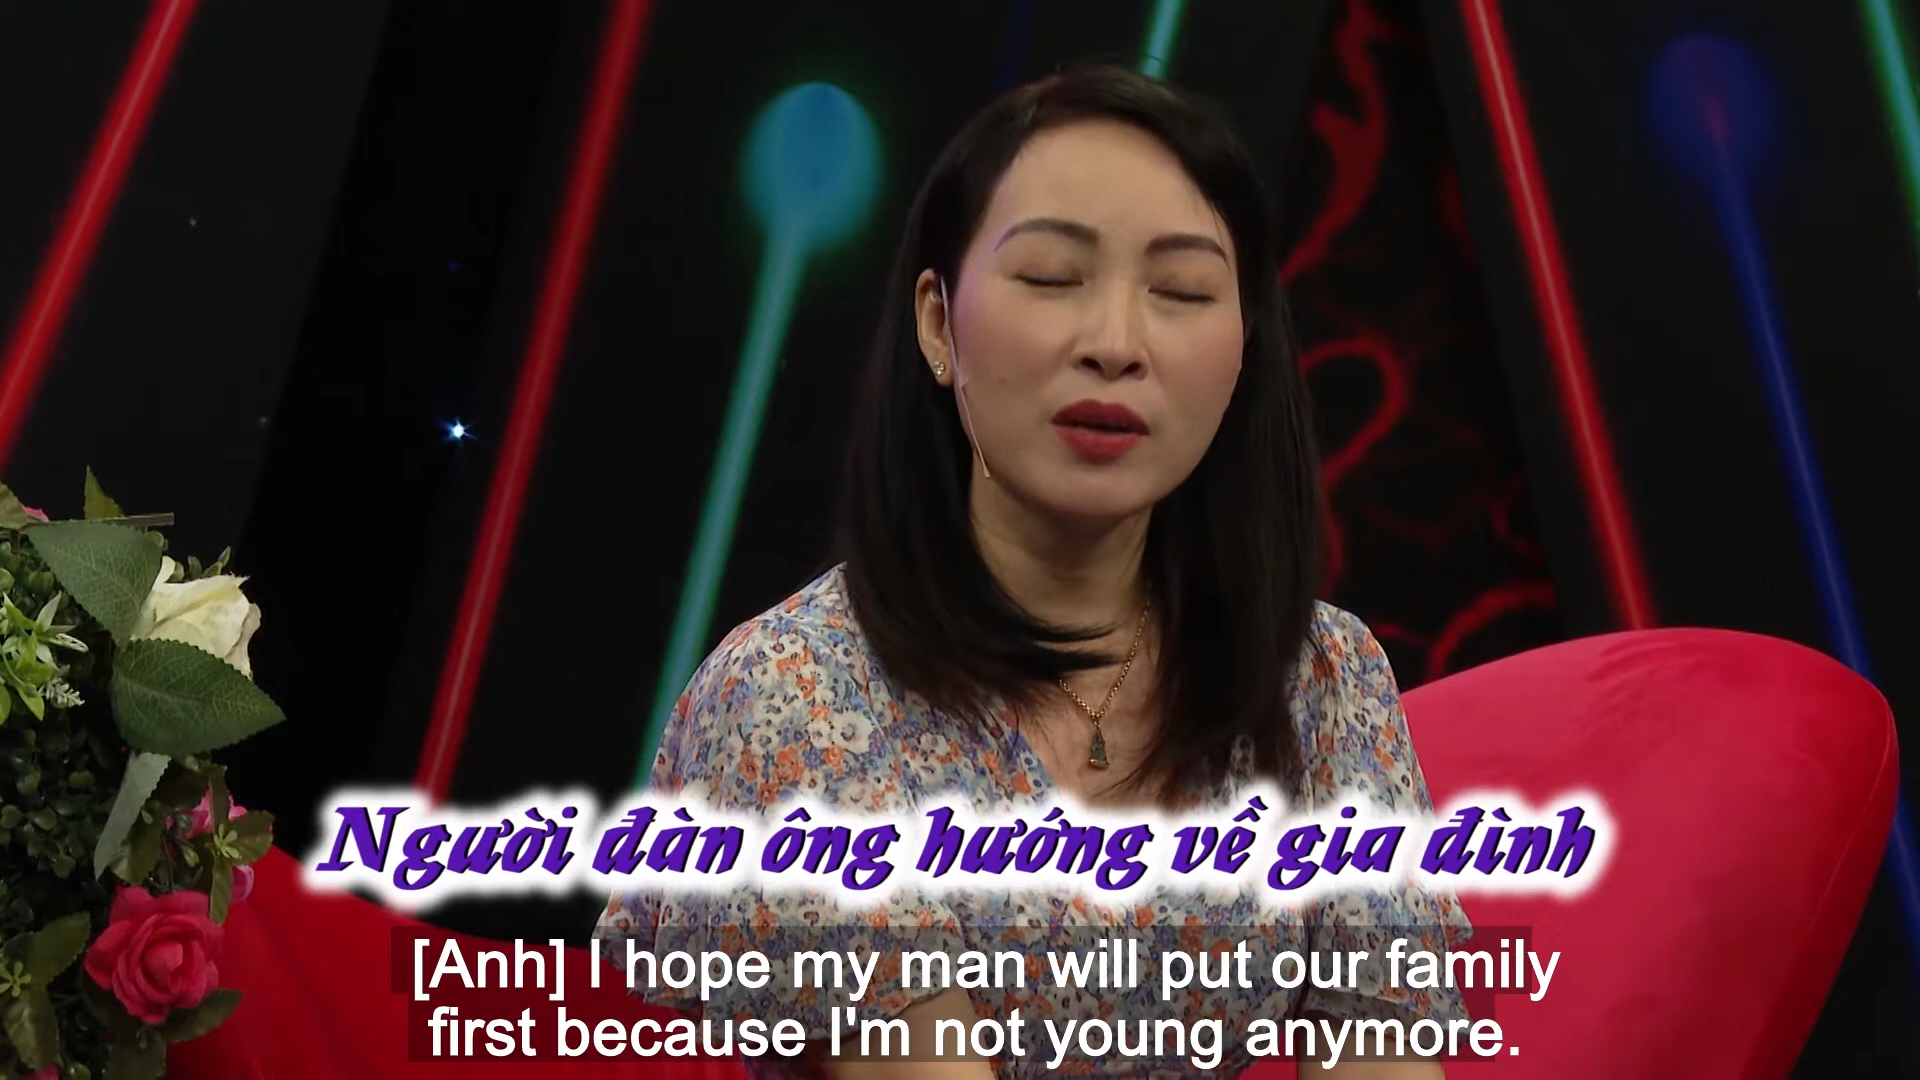 Người đàn ông hướng về gia đình
[Anh] I hope my man will put our family
first because I'm not young anymore.